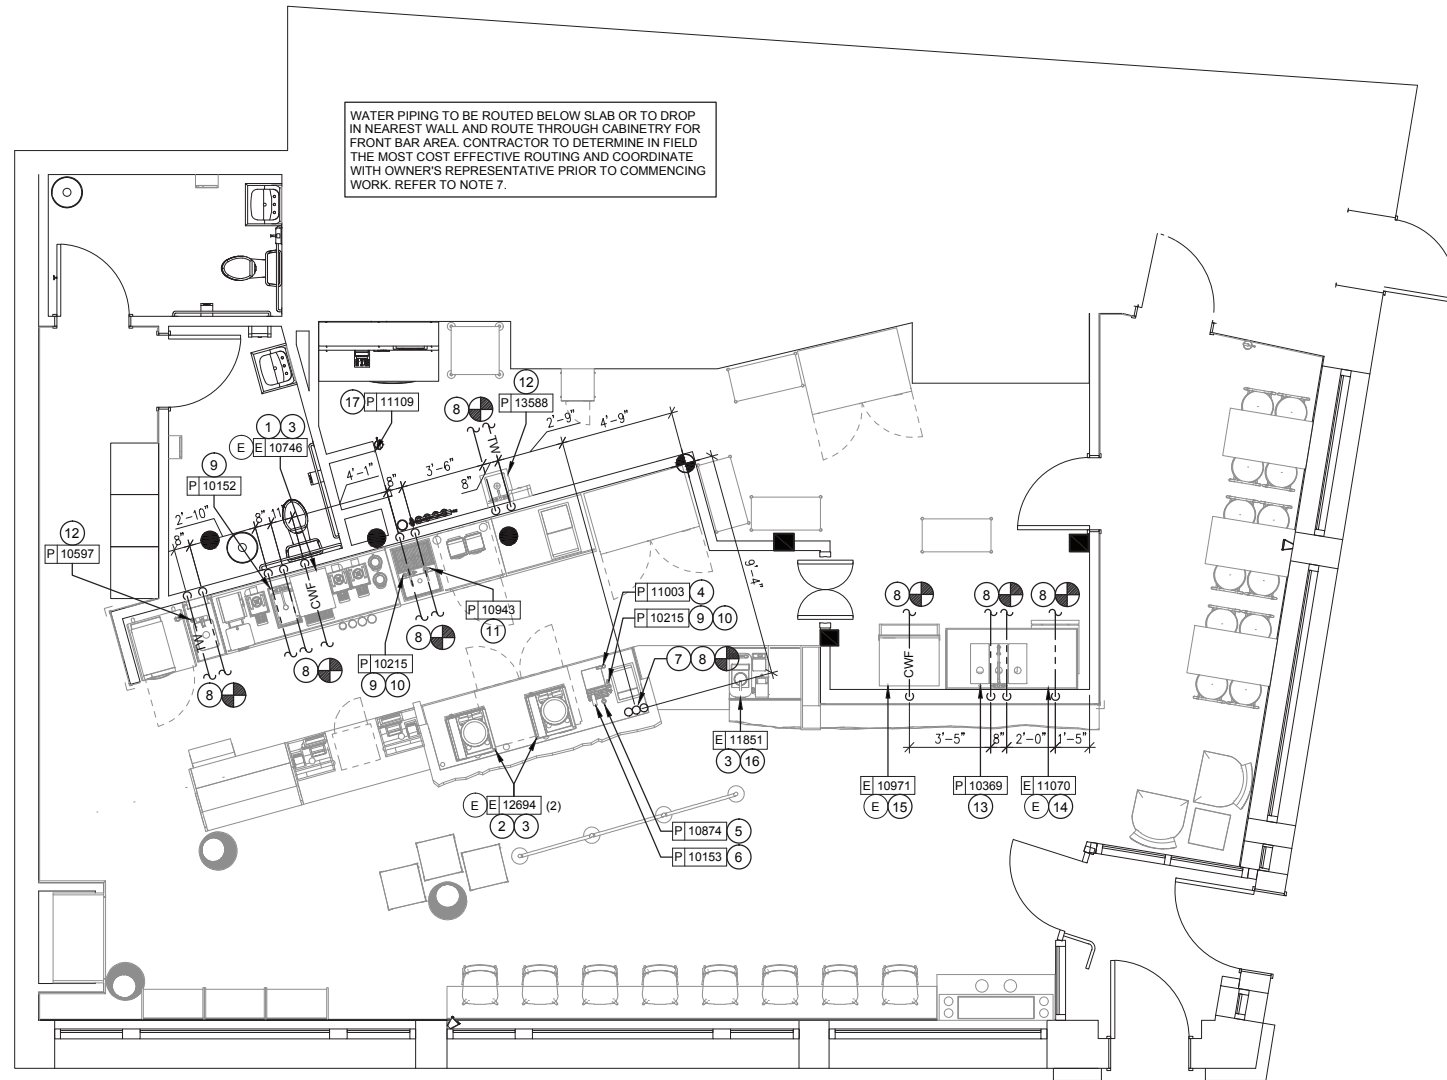 WATER PIPING TO BE ROUTED BELOW SLAB OR TO DROP
IN NEAREST WALL AND ROUTE THROUGH CABINETRY FOR
FRONT BAR AREA. CONTRACTOR TO DETERMINE IN FIELD
THE MOST COST EFFECTIVE ROUTING AND COORDINATE
WITH OWNER'S REPRESENTATIVE PRIOR TO COMMENCING
WORK. REFER TO NOTE 7.
12
17 P 11109
8
P 13588
2'-9"
4'-9"
1 3
E E 10746
TW
9
P 10152
4'-1"
8"
3'-6"
8"
2'-10"
8"
11"
12
P 10597
8"
9'-4"
CWF
P 11003 4
P 10215 9 10
P 10943
11
8
8
8
8
TW
8
8
P 10215
9 10
7 8
CWF
E 11851
3 16
3'-5"
8"
2'-0"
1'-5"
E 10971
E 15
P 10369
13
E 11070
E 14
E E 12694 (2)
2 3
P 10874 5
P 10153 6